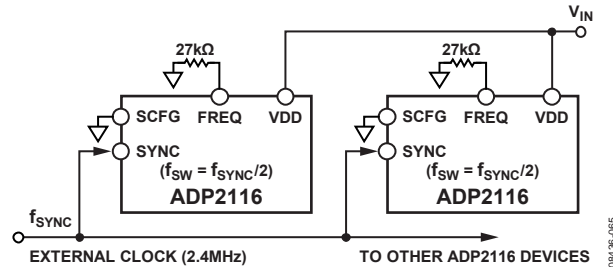 VIN
27kΩ
27kΩ
SCFG FREQ VDD
SCFG FREQ VDD
SYNC
SYNC
(fSW = fSYNC/2)
(fSW = fSYNC/2)
ADP2116
ADP2116
fSYNC
EXTERNAL CLOCK (2.4MHz)
TO OTHER ADP2116 DEVICES
08436-065